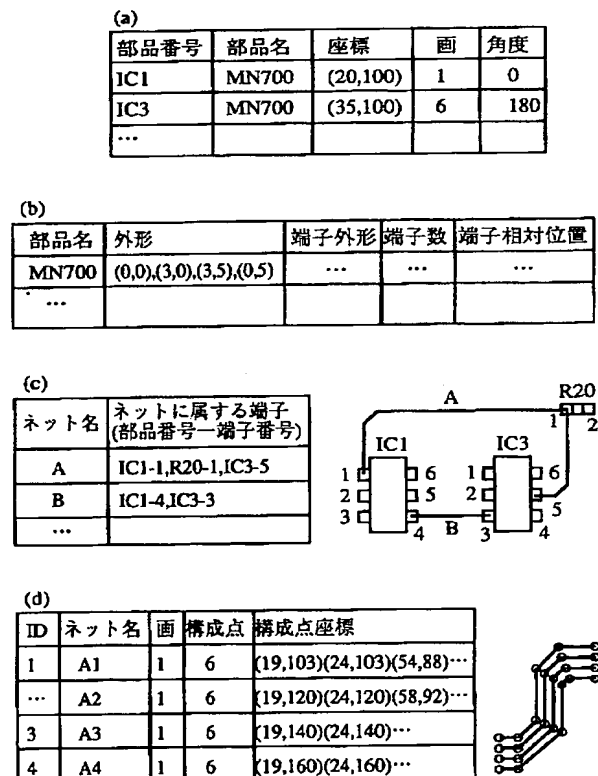 (a)
部品番号 部品名 座標 画 角度
IC1 MN700 (20,100) 1 0
IC3 MN700 (35,100) 6 180
…
(b)
部品名 外形 端子外形 端子数 端子相対位置
MN700 (0,0),(3,0),(3,5),(0,5) … … …
…
(c)
ネット名 ネットに属する端子
(部品番号一端子番号)
A IC1-1,R20-1,IC3-5
B IC1-4,IC3-3
…
A R20
1 2
IC1 IC3
1 6 1 6
2 5 2 5
3 4 B 3 4
(d)
ID ネット名 画 構成点 構成点座標
1 A1 1 6 (19,103)(24,103)(54,88)…
… A2 1 6 (19,120)(24,120)(58,92)…
3 A3 1 6 (19,140)(24,140)…
4 A4 1 6 (19,160)(24,160)…